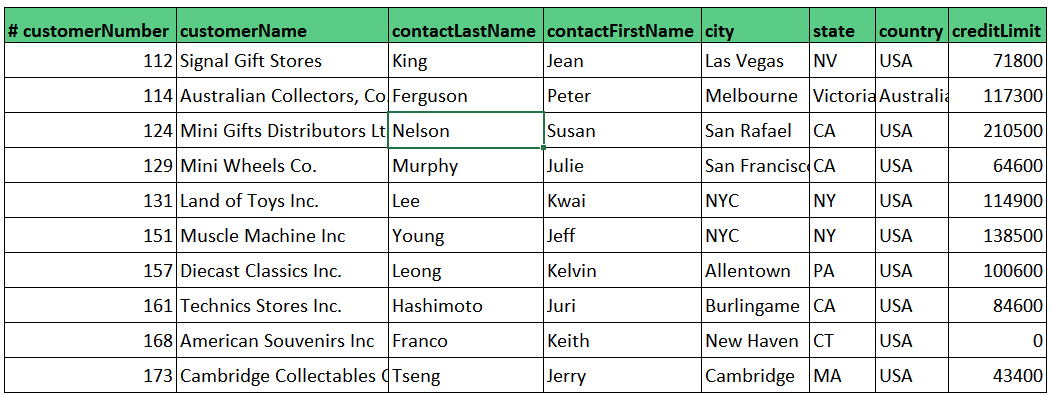 # customerNumber customerName contactLastName contactFirstName city state country creditLimit
112 Signal Gift Stores King Jean Las Vegas NV USA 71800
114 Australian Collectors, Co. Ferguson Peter Melbourne Victoria Australia 117300
124 Mini Gifts Distributors Lt Nelson Susan San Rafael CA USA 210500
129 Mini Wheels Co. Murphy Julie San Francisco CA USA 64600
131 Land of Toys Inc. Lee Kwai NYC NY USA 114900
151 Muscle Machine Inc Young Jeff NYC NY USA 138500
157 Diecast Classics Inc. Leong Kelvin Allentown PA USA 100600
161 Technics Stores Inc. Hashimoto Juri Burlingame CA USA 84600
168 American Souvenirs Inc Franco Keith New Haven CT USA 0
173 Cambridge Collectables Tseng Jerry Cambridge MA USA 43400